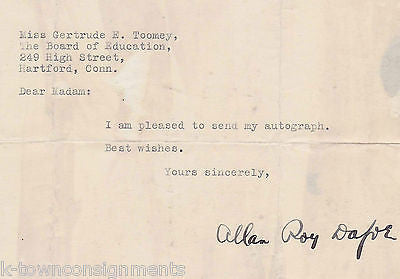 Miss Gertrude E. Toomey,
The Board of Education,
249 High Street,
Hartford, Conn.
Dear Madam:
I am pleased to send my autograph.
Best wishes.
Yours sincerely,
Allan Roy Dafoe
k-townconsignments